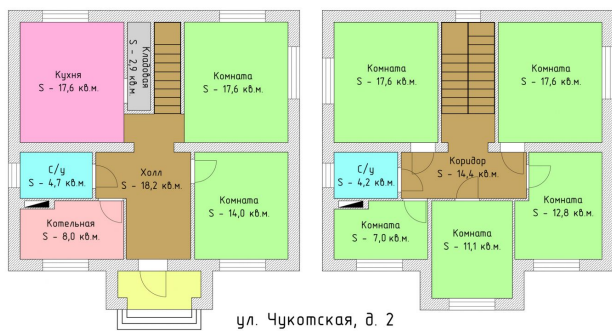 Кухня
S - 17,6 кв.м.
Кладовая
S - 2,9 кв.м
Комната
S - 17,6 кв.м.
С/у
S - 4,7 кв.м.
Холл
S - 18,2 кв.м.
Комната
S - 14,0 кв.м.
Котельная
S - 8,0 кв.м.
Комната
S - 17,6 кв.м.
Комната
S - 17,6 кв.м.
С/у
S - 4,2 кв.м.
Коридор
S - 14,4 кв.м.
Комната
S - 12,8 кв.м.
Комната
S - 7,0 кв.м.
Комната
S - 11,1 кв.м.
ул. Чукотская, д. 2